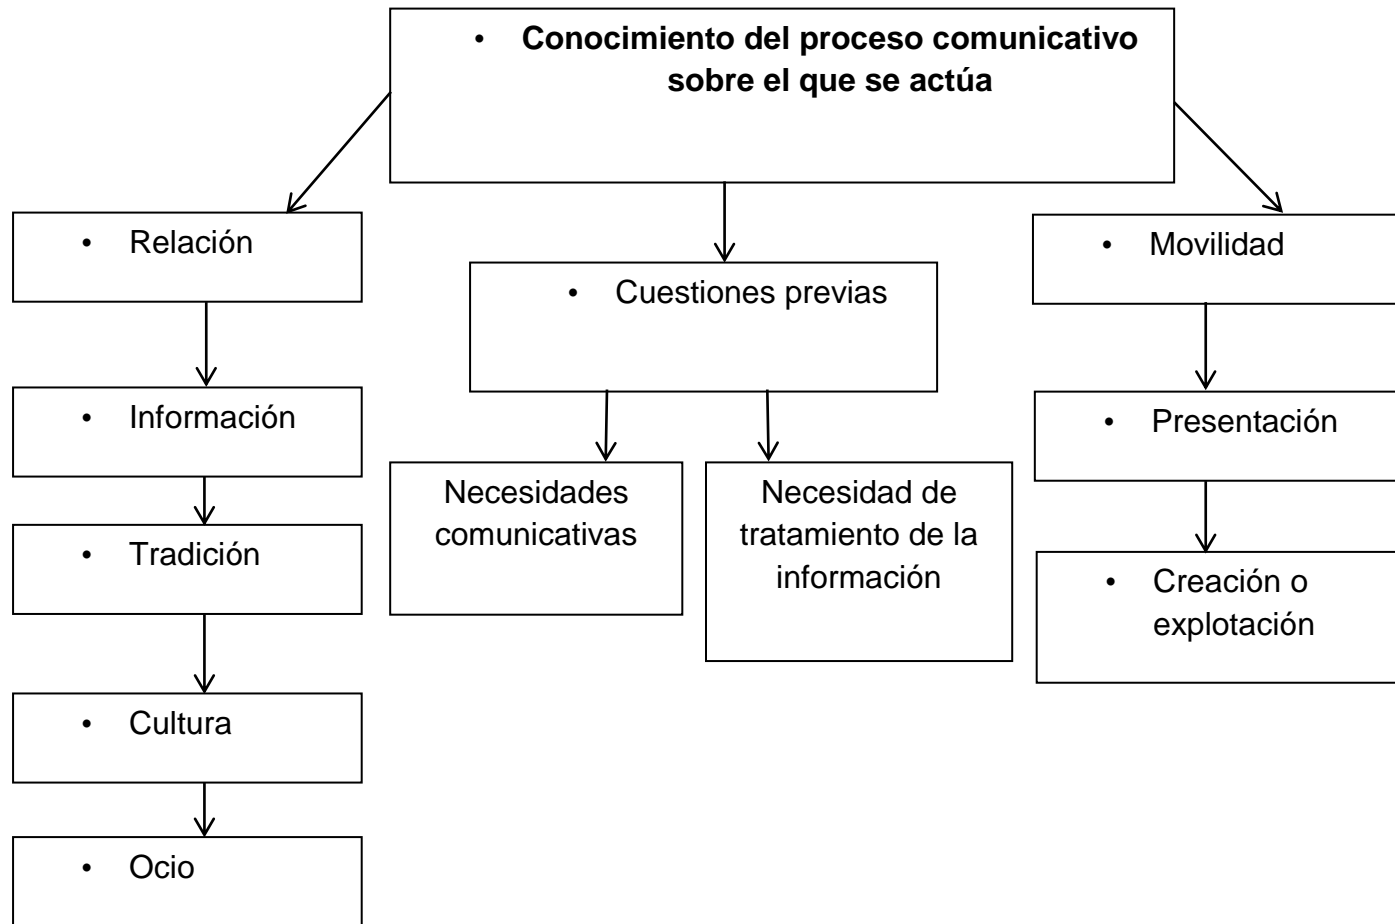 • Conocimiento del proceso comunicativo
sobre el que se actúa
• Relación
• Movilidad
• Cuestiones previas
• Información
• Presentación
Necesidades
comunicativas
Necesidad de
tratamiento de la
información
• Tradición
• Creación o
explotación
• Cultura
• Ocio